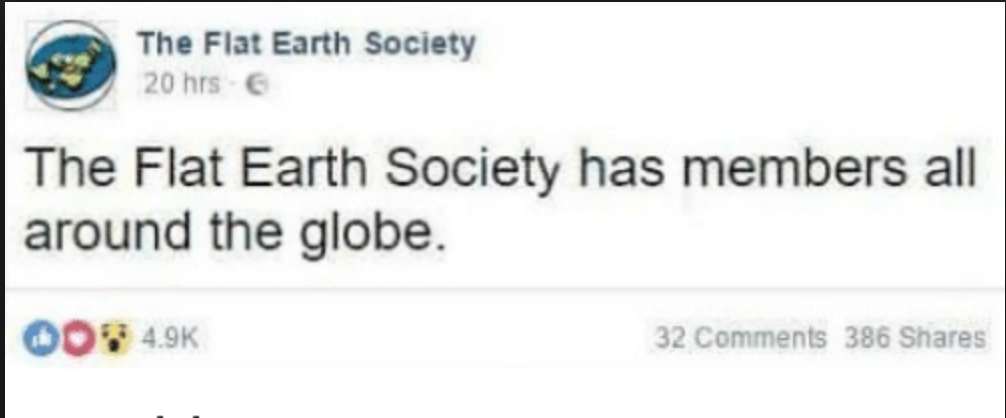 The Flat Earth Society
20 hrs ·
The Flat Earth Society has members all
around the globe.
4.9K 32 Comments 386 Shares